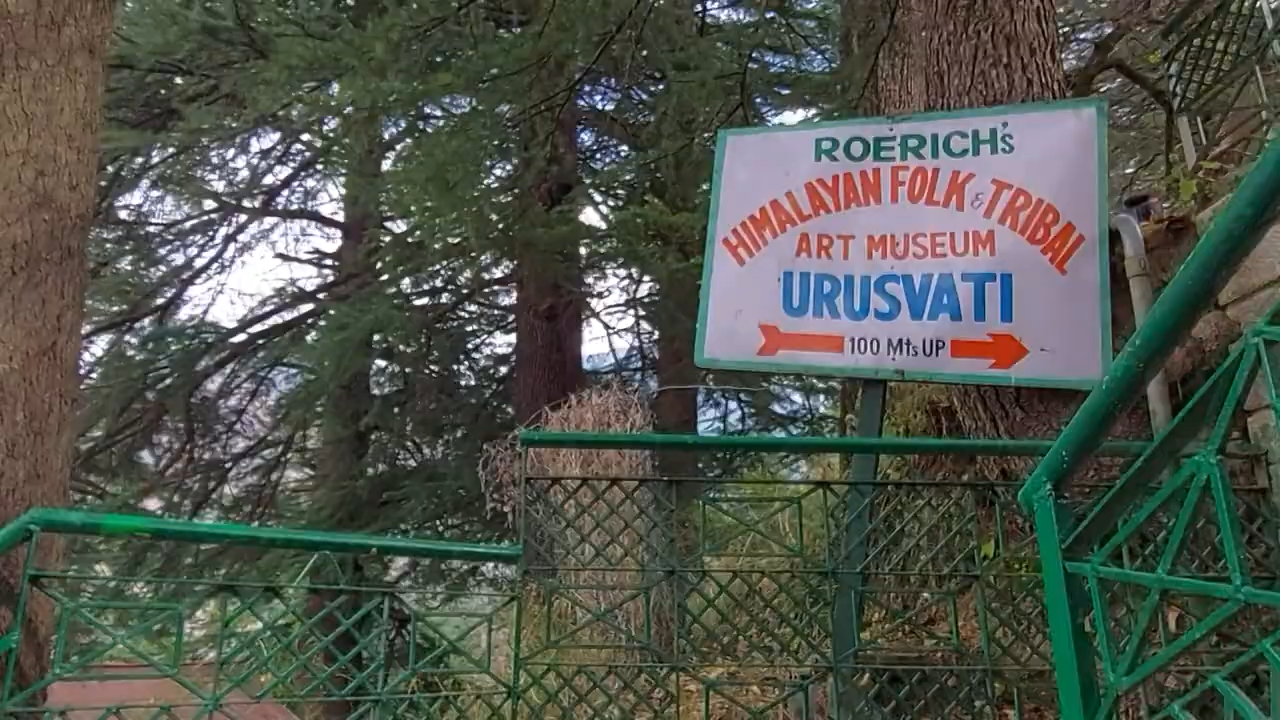 ROERICH's
HIMALAYAN FOLK & TRIBAL
ART MUSEUM
URUSVATI
100 Mts UP